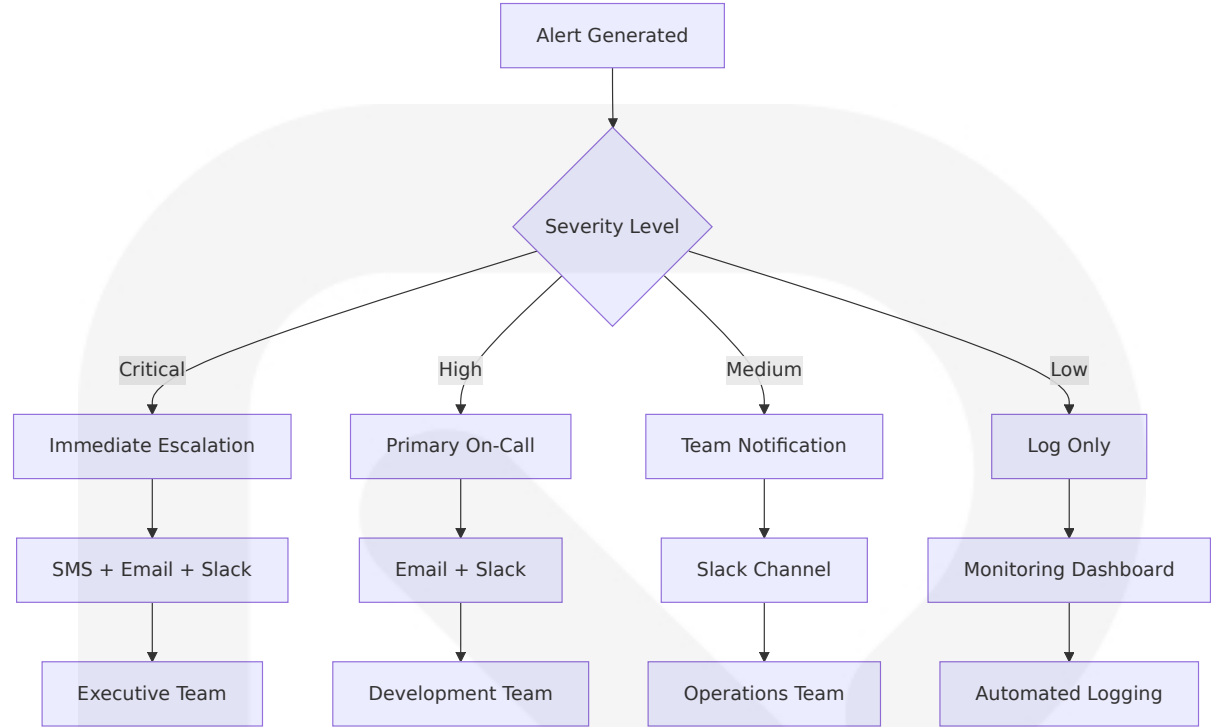 Alert Generated
Severity Level
Critical
High
Medium
Low
Immediate Escalation
Primary On-Call
Team Notification
Log Only
SMS + Email + Slack
Email + Slack
Slack Channel
Monitoring Dashboard
Executive Team
Development Team
Operations Team
Automated Logging